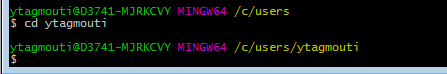 ytagmouti@D3741-MJRKCVY MINGW64 /c/users
$ cd ytagmouti
ytagmouti@D3741-MJRKCVY MINGW64 /c/users/ytagmouti
$